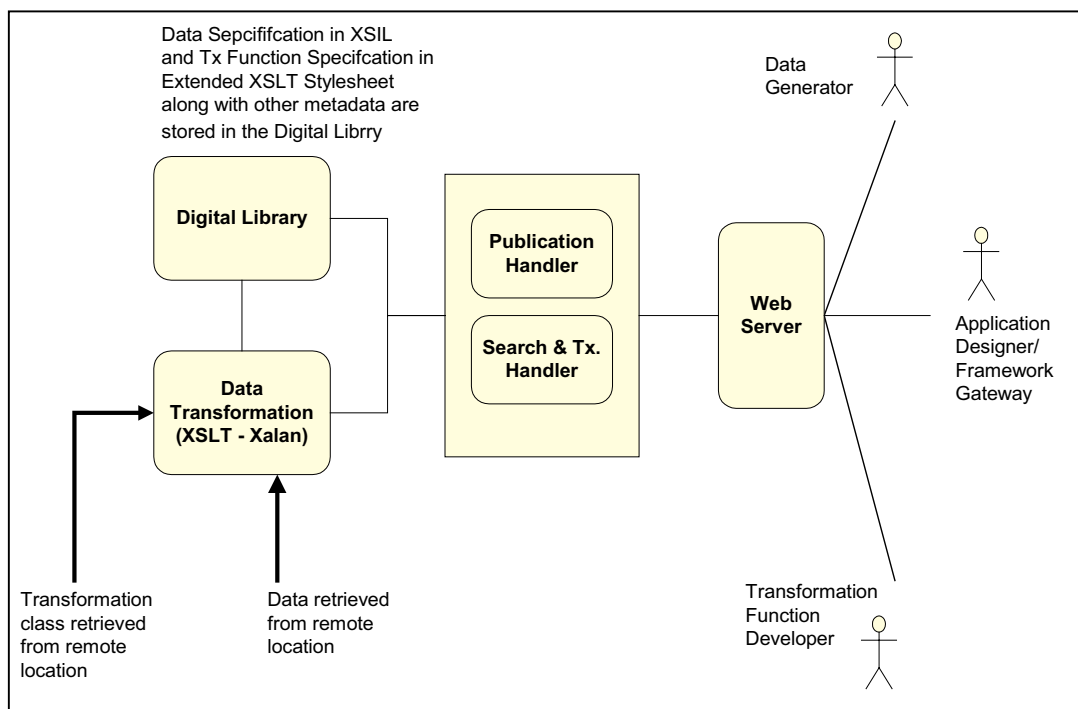 Data Sepcififcation in XSIL
and Tx Function Specifcation in
Extended XSLT Stylesheet
along with other metadata are
stored in the Digital Librry
Digital Library
Data
Transformation
(XSLT - Xalan)
Transformation
class retrieved
from remote
location
Data retrieved
from remote
location
Publication
Handler
Search & Tx.
Handler
Web
Server
Data
Generator
Application
Designer/
Framework
Gateway
Transformation
Function
Developer